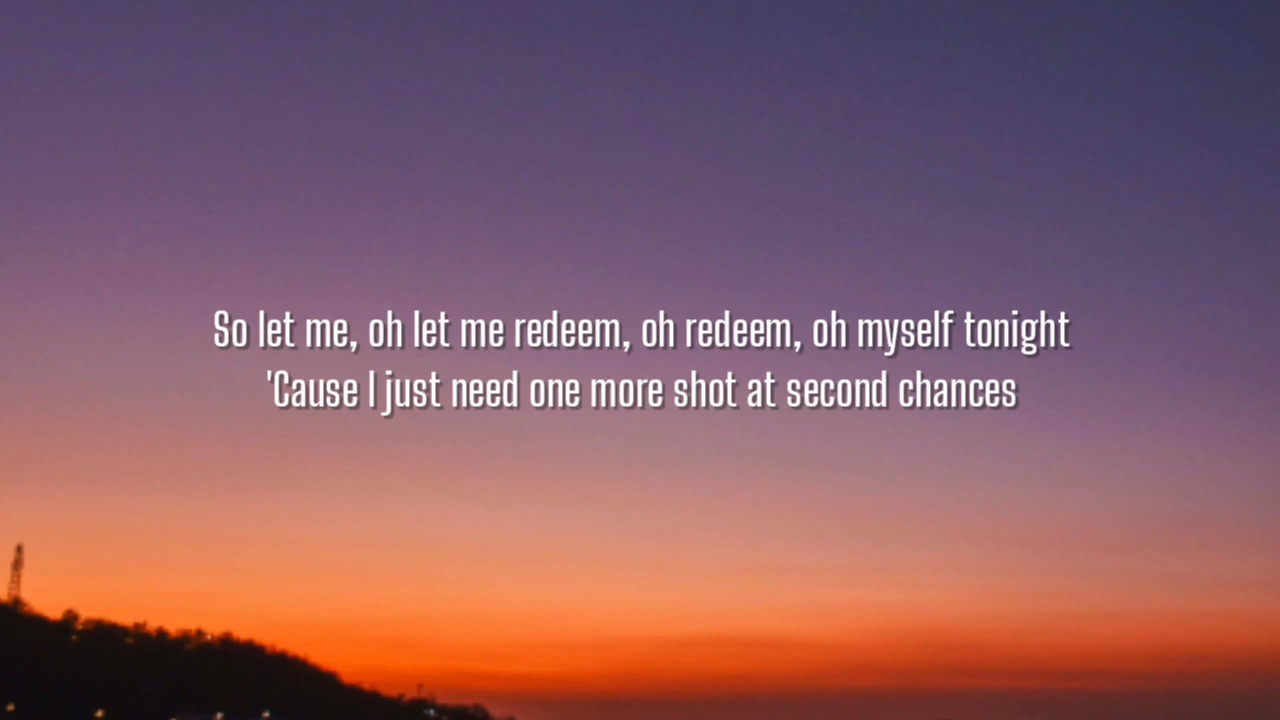 So let me, oh let me redeem, oh redeem, oh myself tonight
'Cause I just need one more shot at second chances